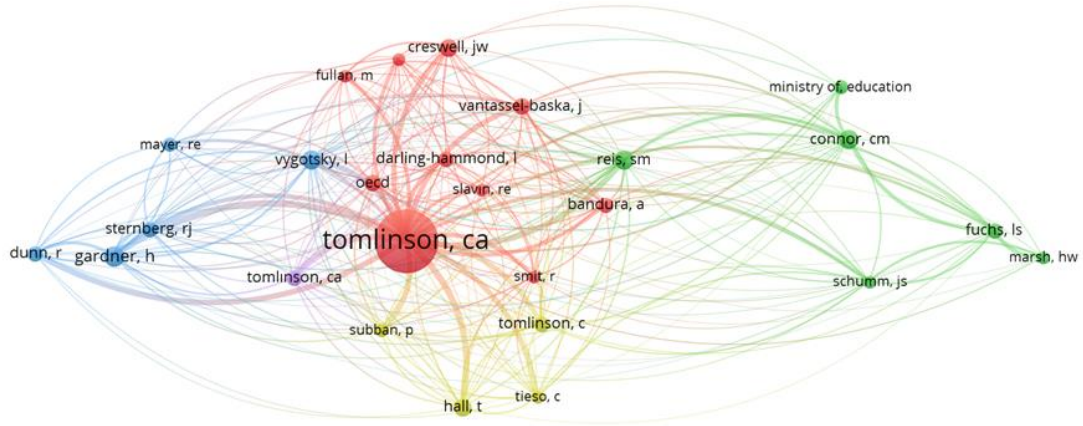 creswell, jw
fullan, m
ministry of education
vantassel-baska, j
connor, cm
mayer, re
vygotsky, l
darling-hammond, l
reis, sm
oecd
slavin, re
bandura, a
sternberg, rj
fuchs, ls
tomlinson, ca
dunn, r
gardner, h
marsh, hw
tomlinson, ca
smit, r
schumm, js
subban, p
tomlinson, c
tieso, c
hall, t